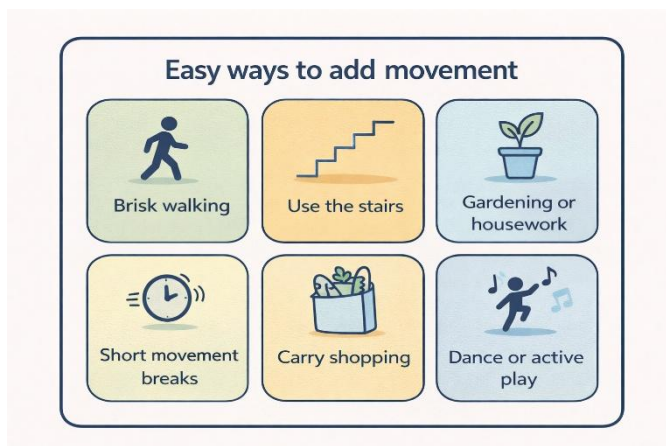 Easy ways to add movement
Brisk walking
Use the stairs
Gardening or
housework
Short movement
breaks
Carry shopping
Dance or active
play